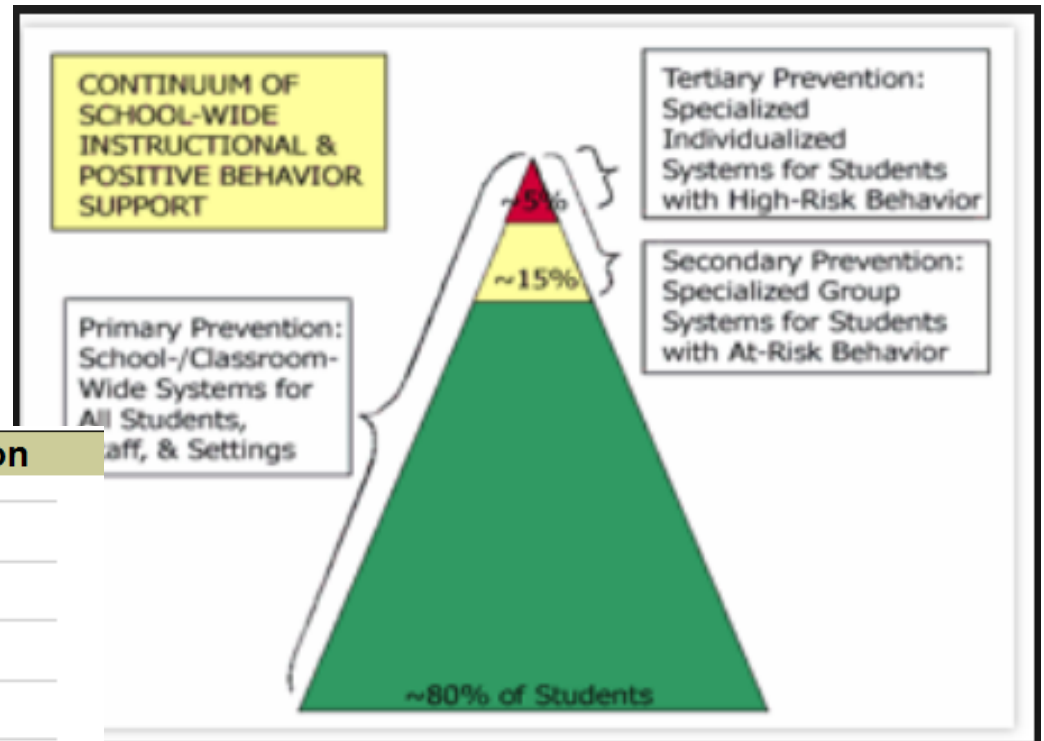 CONTINUUM OF
SCHOOL-WIDE
INSTRUCTIONAL &
POSITIVE BEHAVIOR
SUPPORT
Tertiary Prevention:
Specialized
Individualized
Systems for Students
with High-Risk Behavior
~5%
Secondary Prevention:
Specialized Group
Systems for Students
with At-Risk Behavior
~15%
Primary Prevention:
School-/Classroom-
Wide Systems for
All Students,
aff, & Settings
on
~80% of Students